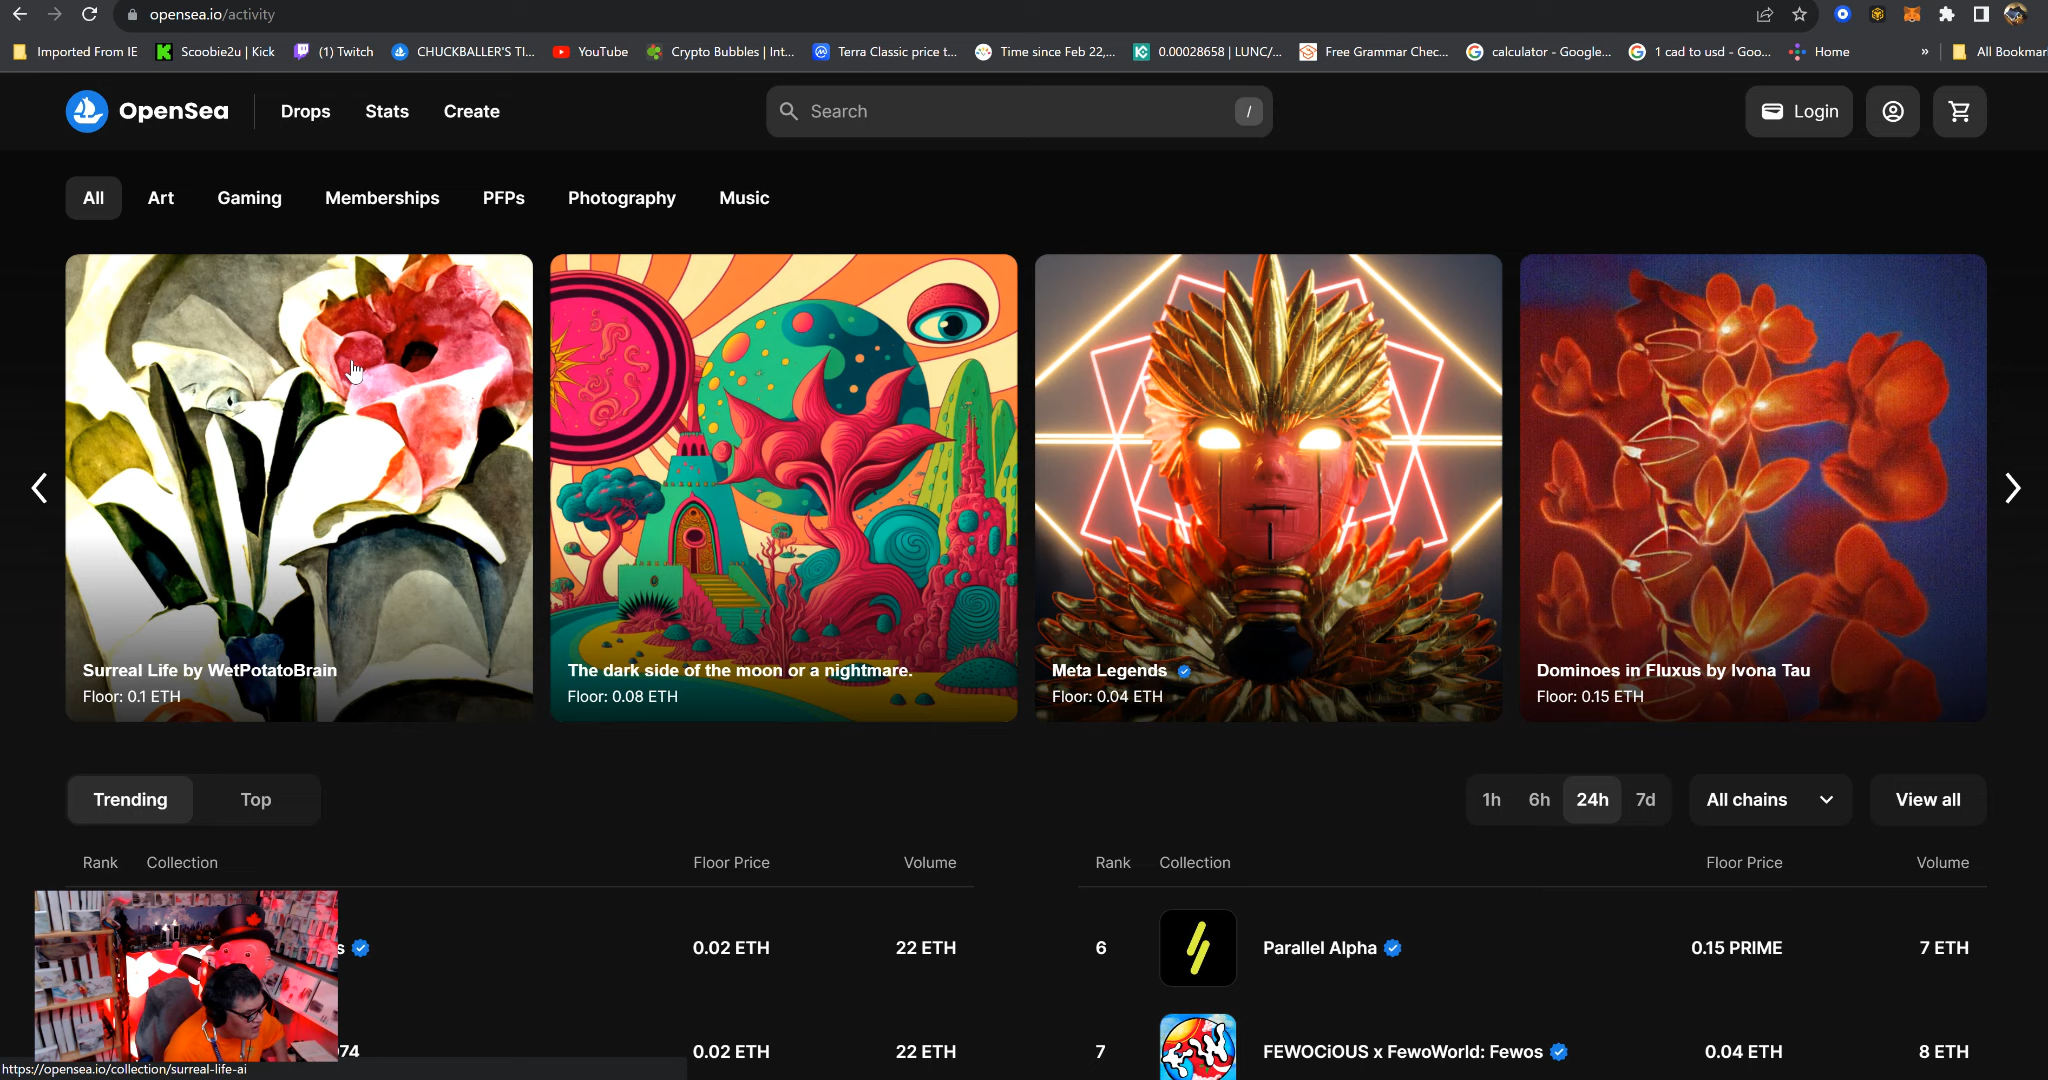 opensea.io/activity
Imported From IE Scoobie2u | Kick (1) Twitch CHUCKBALLER'S TI... YouTube Crypto Bubbles | Int... Terra Classic price t... Time since Feb 22,... 0.00028658 | LUNC/... Free Grammar Chec... calculator - Google... 1 cad to usd - Goo... Home » All Bookmar
OpenSea Drops Stats Create Search / Login
All Art Gaming Memberships PFPs Photography Music
Surreal Life by WetPotatoBrain
Floor: 0.1 ETH
The dark side of the moon or a nightmare.
Floor: 0.08 ETH
Meta Legends
Floor: 0.04 ETH
Dominoes in Fluxus by Ivona Tau
Floor: 0.15 ETH
Trending Top 1h 6h 24h 7d All chains View all
Rank Collection Floor Price Volume Rank Collection Floor Price Volume
s 0.02 ETH 22 ETH 6 Parallel Alpha 0.15 PRIME 7 ETH
74 0.02 ETH 22 ETH 7 FEWOCiOUS x FewoWorld: Fewos 0.04 ETH 8 ETH
https://opensea.io/collection/surreal-life-ai